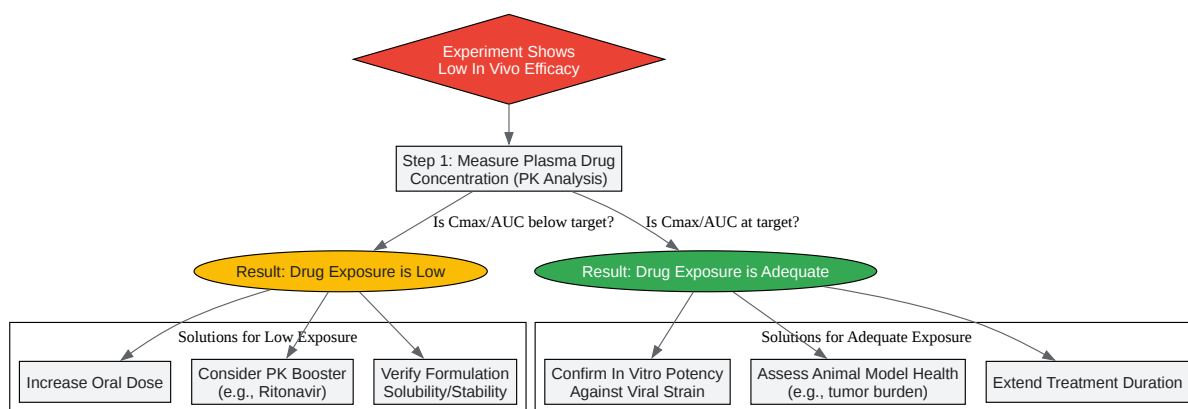 Experiment Shows
Low In Vivo Efficacy
Step 1: Measure Plasma Drug
Concentration (PK Analysis)
Is Cmax/AUC below target?
Is Cmax/AUC at target?
Result: Drug Exposure is Low
Result: Drug Exposure is Adequate
Solutions for Low Exposure
Increase Oral Dose
Consider PK Booster
(e.g., Ritonavir)
Verify Formulation
Solubility/Stability
Solutions for Adequate Exposure
Confirm In Vitro Potency
Against Viral Strain
Assess Animal Model Health
(e.g., tumor burden)
Extend Treatment Duration